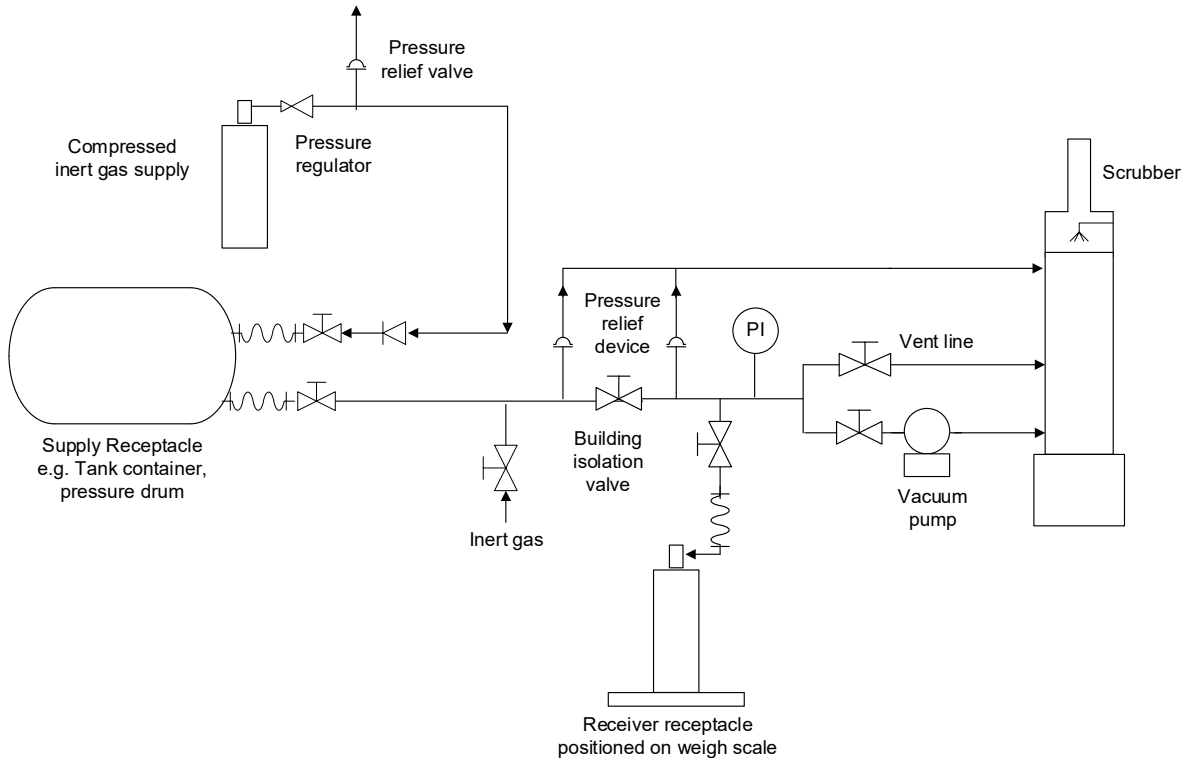 Pressure
relief valve
Compressed
inert gas supply
Pressure
regulator
Scrubber
Pressure
relief
device
PI
Vent line
Supply Receptacle
e.g. Tank container,
pressure drum
Building
isolation
valve
Vacuum
pump
Inert gas
Receiver receptacle
positioned on weigh scale